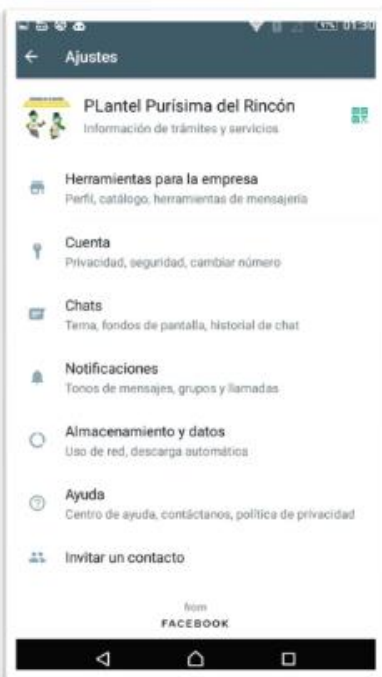 01:30
Ajustes
PLantel Purísima del Rincón
Información de trámites y servicios
Herramientas para la empresa
Perfil, catálogo, herramientas de mensajería
Cuenta
Privacidad, seguridad, cambiar número
Chats
Tema, fondos de pantalla, historial de chat
Notificaciones
Tonos de mensajes, grupos y llamadas
Almacenamiento y datos
Uso de red, descarga automática
Ayuda
Centro de ayuda, contáctanos, política de privacidad
Invitar un contacto
from
FACEBOOK